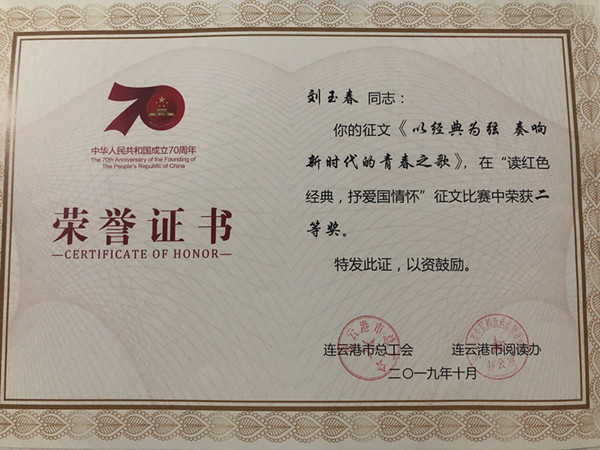 70
中华人民共和国成立70周年
The 70th Anniversary of the Founding of
The People's Republic of China
荣誉证书
—CERTIFICATE OF HONOR—
刘玉春 同志：
你的征文《以经典为弦 奏响
新时代的青春之歌》，在“读红色
经典，抒爱国情怀”征文比赛中荣获二
等奖。
特发此证，以资鼓励。
连云港市总工会 连云港市阅读办
二〇一九年十月